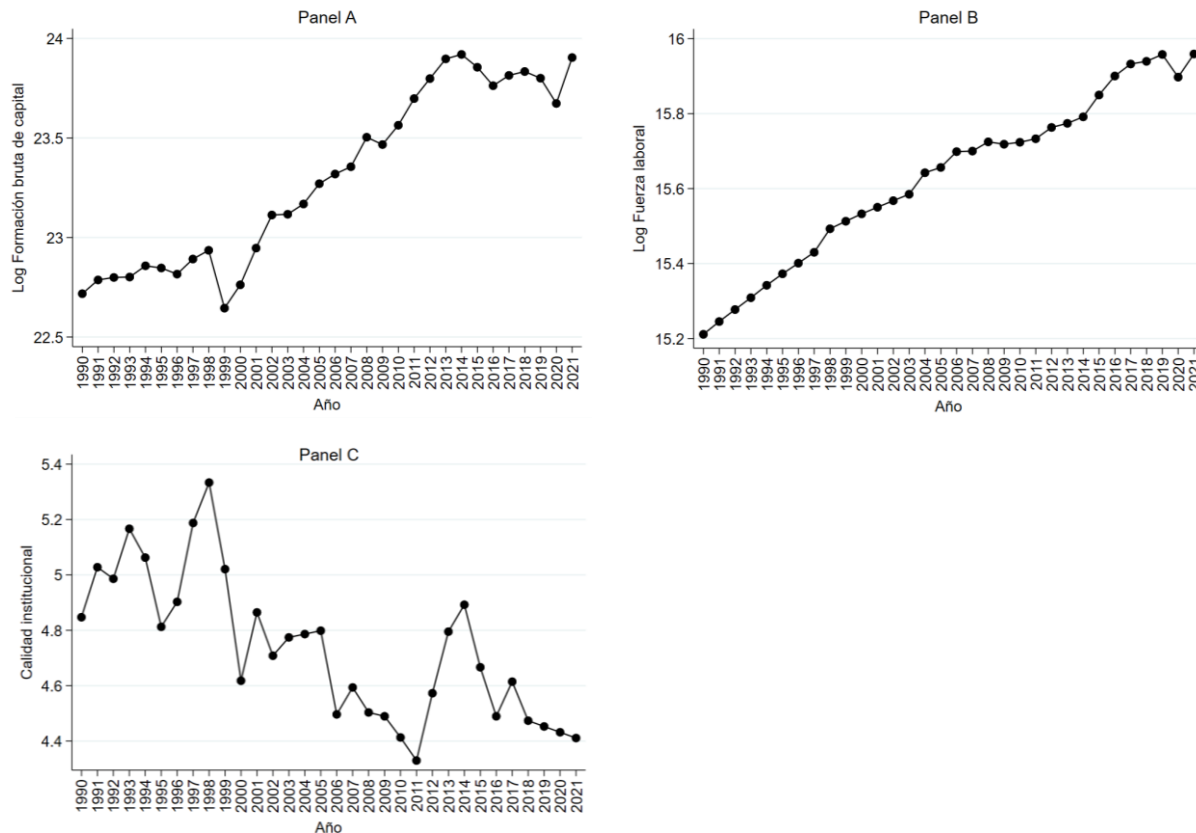 Panel A
Log Formación bruta de capital
24
23.5
23
22.5
1990 1991 1992 1993 1994 1995 1996 1997 1998 1999 2000 2001 2002 2003 2004 2005 2006 2007 2008 2009 2010 2011 2012 2013 2014 2015 2016 2017 2018 2019 2020 2021
Año
Panel B
Log Fuerza laboral
16
15.8
15.6
15.4
15.2
1990 1991 1992 1993 1994 1995 1996 1997 1998 1999 2000 2001 2002 2003 2004 2005 2006 2007 2008 2009 2010 2011 2012 2013 2014 2015 2016 2017 2018 2019 2020 2021
Año
Panel C
Calidad institucional
5.4
5.2
5
4.8
4.6
4.4
1990 1991 1992 1993 1994 1995 1996 1997 1998 1999 2000 2001 2002 2003 2004 2005 2006 2007 2008 2009 2010 2011 2012 2013 2014 2015 2016 2017 2018 2019 2020 2021
Año